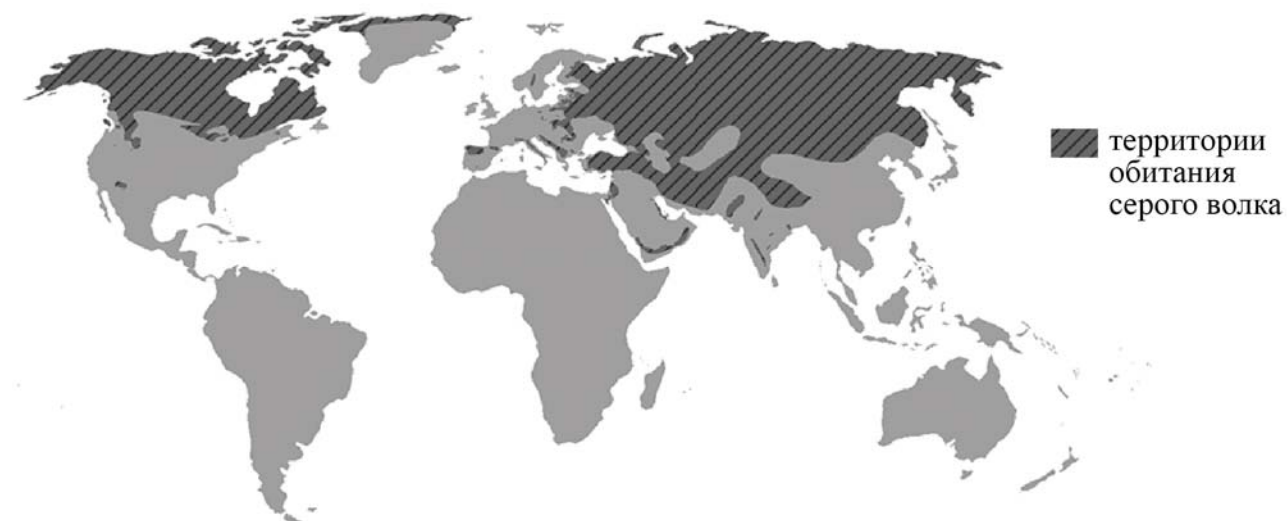 территории
обитания
серого волка